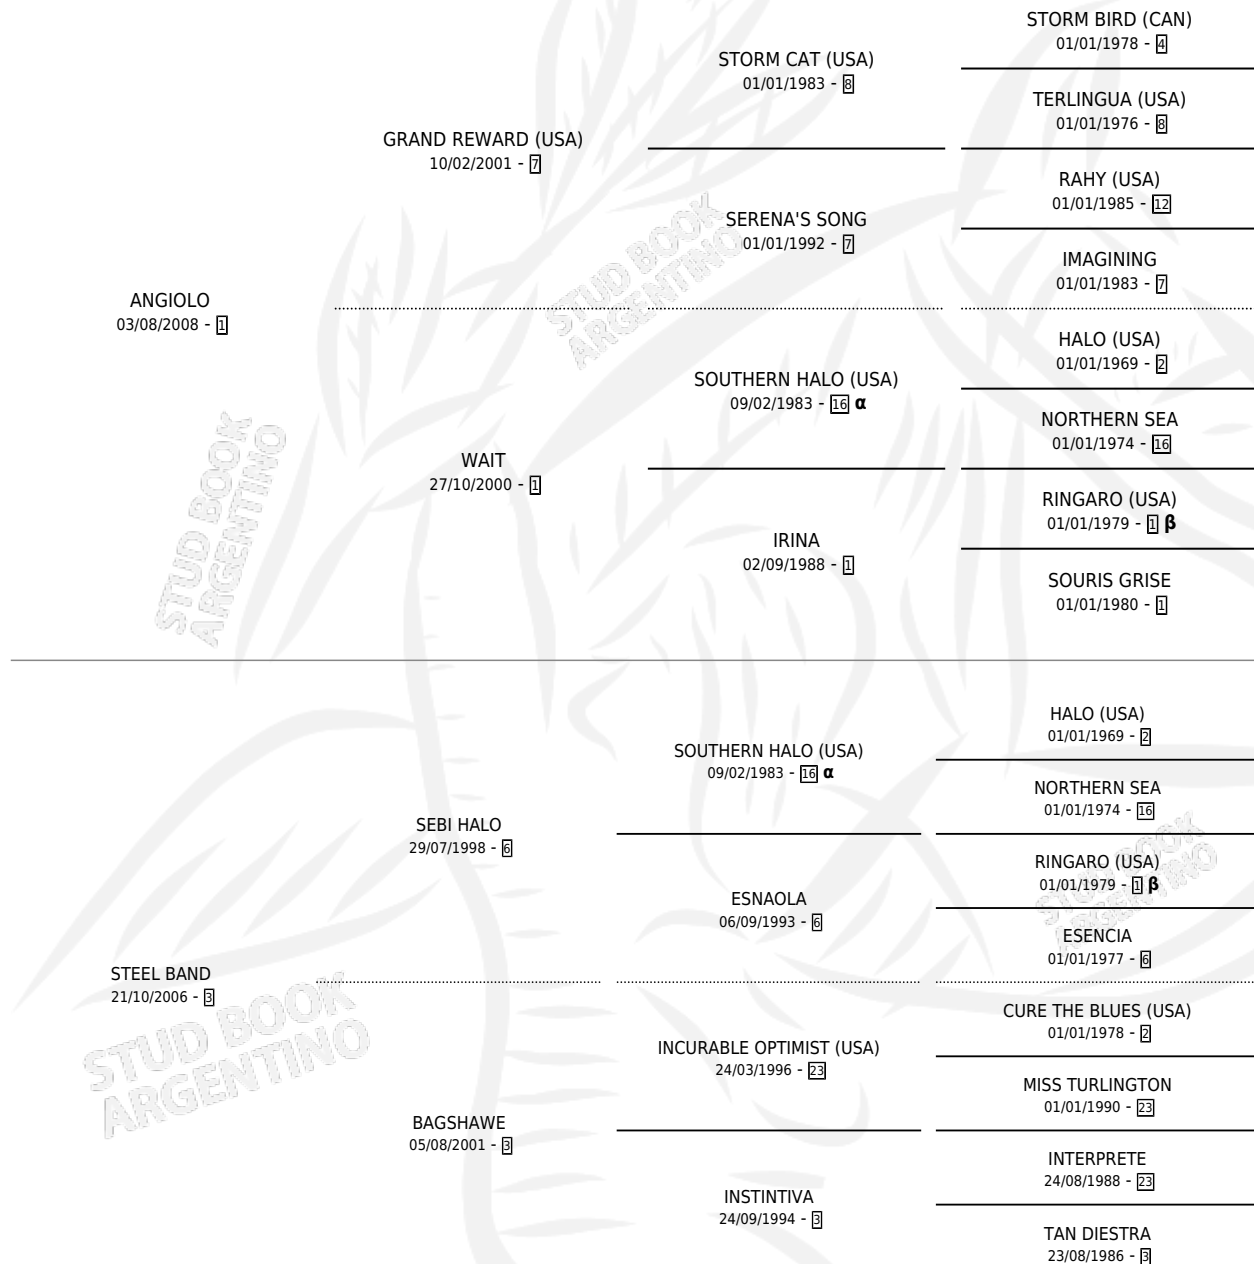 STORM BIRD (CAN)
01/01/1978 - 4
STORM CAT (USA)
01/01/1983 - 8
TERLINGUA (USA)
01/01/1976 - 8
GRAND REWARD (USA)
10/02/2001 - 7
RAHY (USA)
01/01/1985 - 12
SERENA'S SONG
01/01/1992 - 7
IMAGINING
01/01/1983 - 7
STUD BOOK
ARGENTINO
ANGIOLO
03/08/2008 - 1
HALO (USA)
01/01/1969 - 2
SOUTHERN HALO (USA)
09/02/1983 - 16 α
NORTHERN SEA
01/01/1974 - 16
WAIT
27/10/2000 - 1
RINGARO (USA)
01/01/1979 - 1 β
IRINA
02/09/1988 - 1
SOURIS GRISE
01/01/1980 - 1
STUD BOOK
ARGENTINO
HALO (USA)
01/01/1969 - 2
SOUTHERN HALO (USA)
09/02/1983 - 16 α
NORTHERN SEA
01/01/1974 - 16
SEBI HALO
29/07/1998 - 6
RINGARO (USA)
01/01/1979 - 1 β
ESNAOLA
06/09/1993 - 6
ESENCIA
01/01/1977 - 6
STUD BOOK
ARGENTINO
STEEL BAND
21/10/2006 - 3
CURE THE BLUES (USA)
01/01/1978 - 2
INCURABLE OPTIMIST (USA)
24/03/1996 - 23
MISS TURLINGTON
01/01/1990 - 23
BAGSHAWE
05/08/2001 - 3
INTERPRETE
24/08/1988 - 23
INSTINTIVA
24/09/1994 - 3
TAN DIESTRA
23/08/1986 - 3
STUD BOOK
ARGENTINO